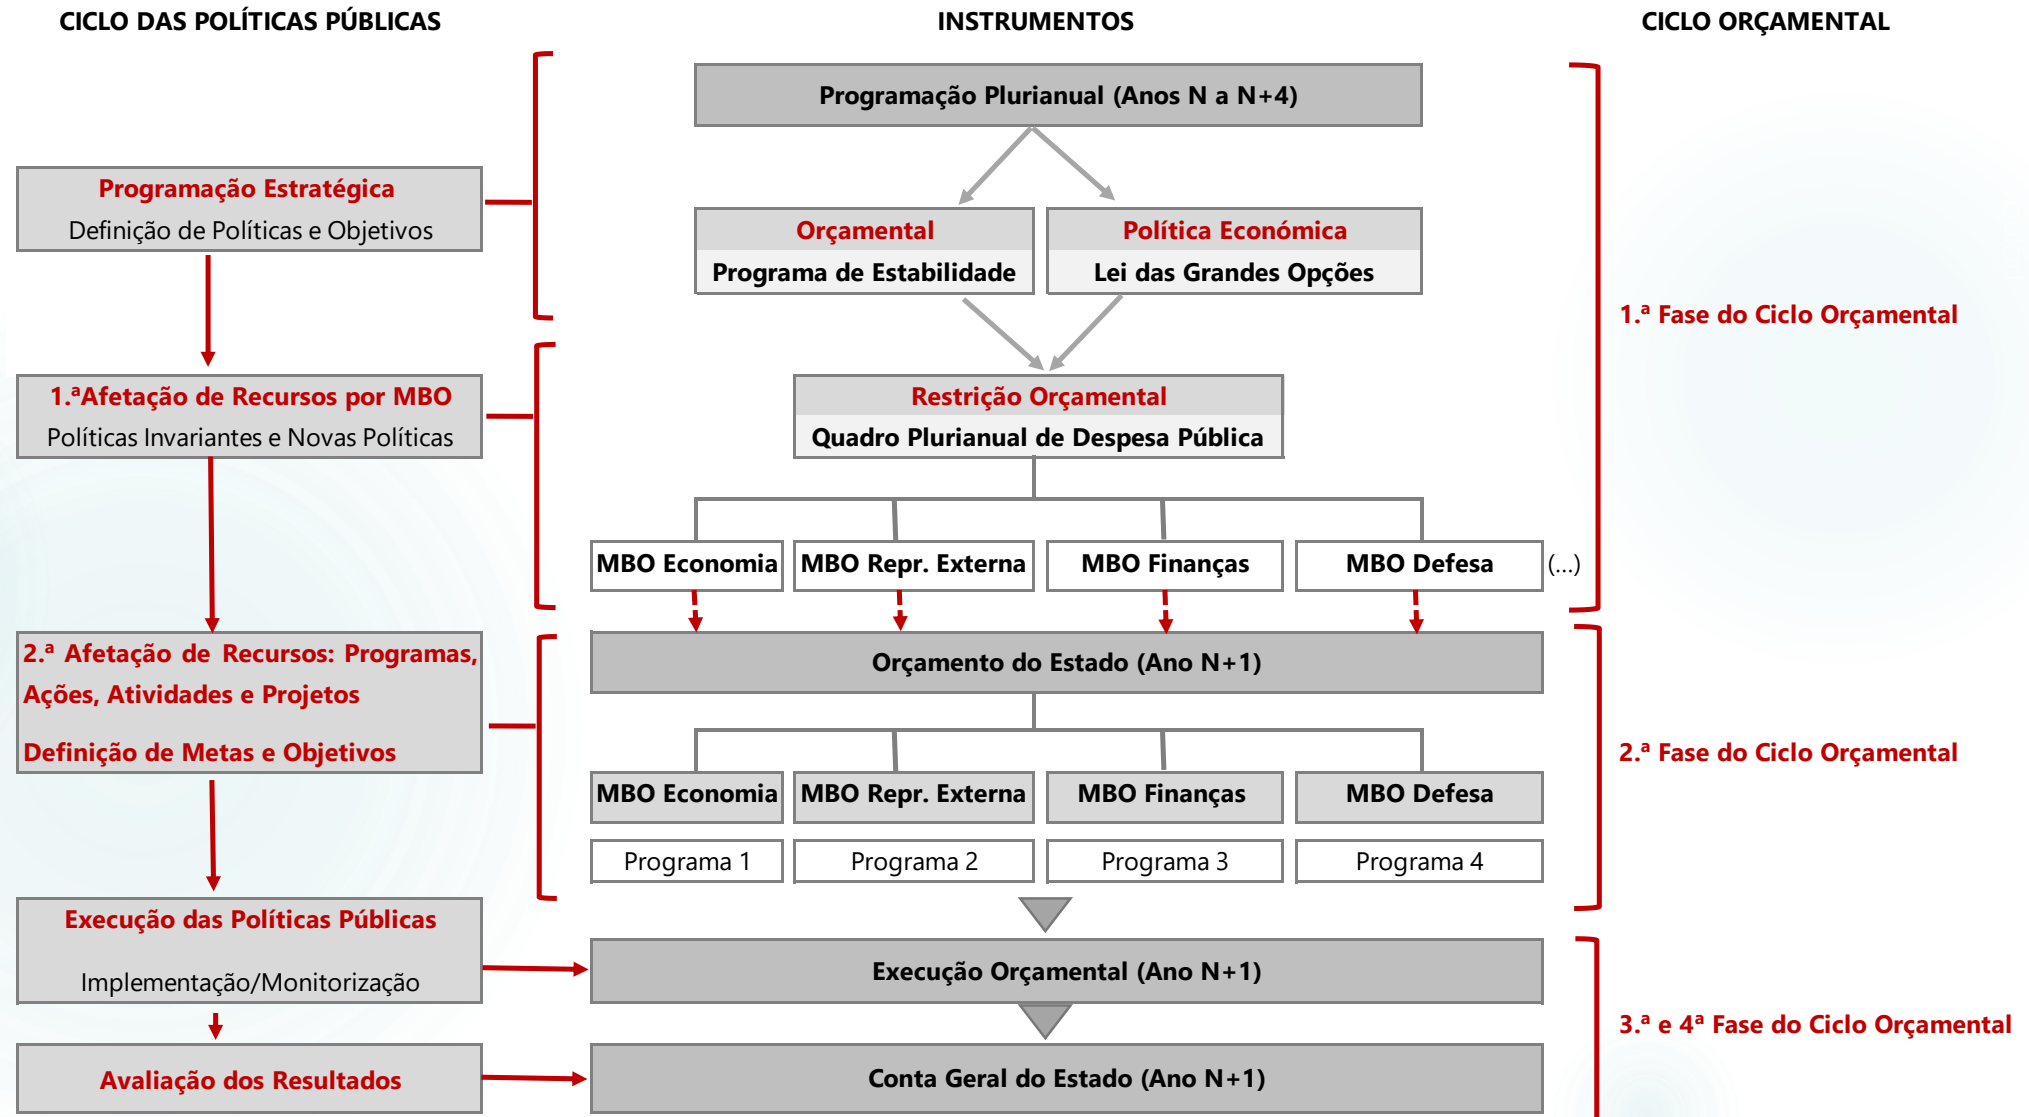 CICLO DAS POLÍTICAS PÚBLICAS
INSTRUMENTOS
CICLO ORÇAMENTAL
Programação Plurianual (Anos N a N+4)
Programação Estratégica
Definição de Políticas e Objetivos
Orçamental
Programa de Estabilidade
Política Económica
Lei das Grandes Opções
1.ª Fase do Ciclo Orçamental
1.ªAfetação de Recursos por MBO
Políticas Invariantes e Novas Políticas
Restrição Orçamental
Quadro Plurianual de Despesa Pública
MBO Economia
MBO Repr. Externa
MBO Finanças
MBO Defesa
(...)
2.ª Afetação de Recursos: Programas,
Ações, Atividades e Projetos
Definição de Metas e Objetivos
Orçamento do Estado (Ano N+1)
2.ª Fase do Ciclo Orçamental
MBO Economia
MBO Repr. Externa
MBO Finanças
MBO Defesa
Programa 1
Programa 2
Programa 3
Programa 4
Execução das Políticas Públicas
Implementação/Monitorização
Execução Orçamental (Ano N+1)
3.ª e 4ª Fase do Ciclo Orçamental
Avaliação dos Resultados
Conta Geral do Estado (Ano N+1)